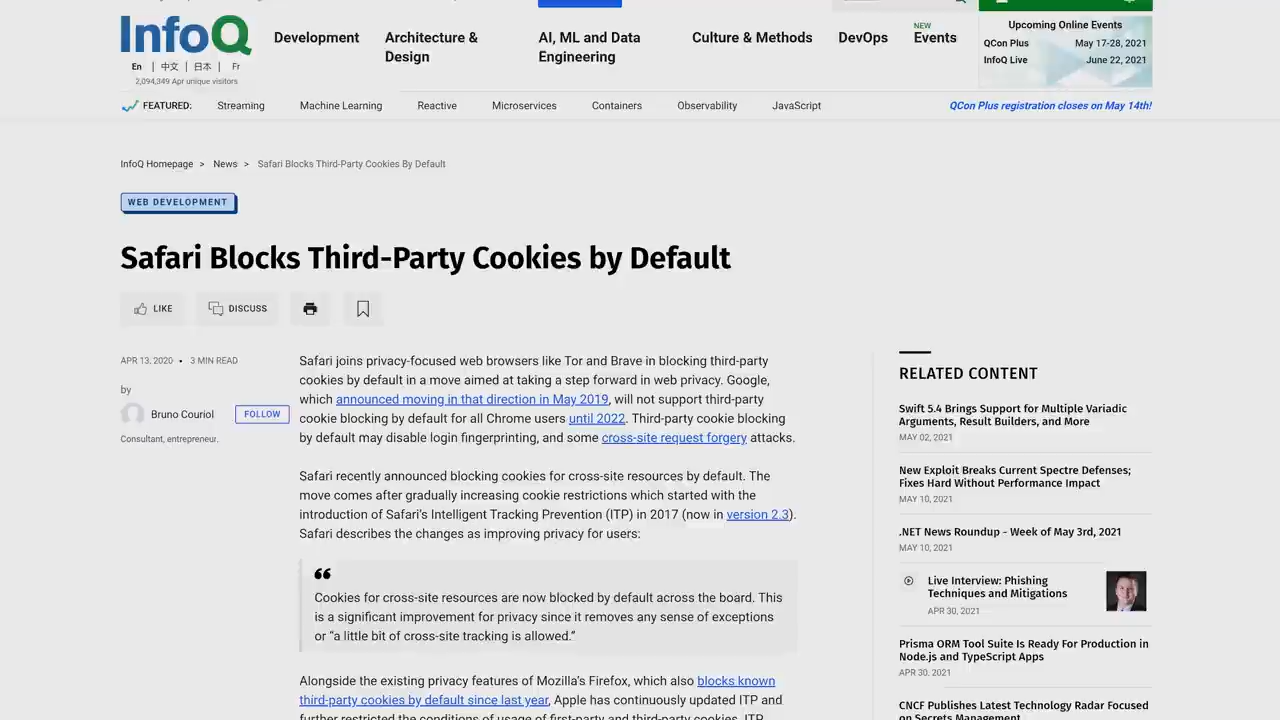 InfoQ
En | 中文 | 日本 | Fr
2,094,349 Apr unique visitors
Development
Architecture &
Design
AI, ML and Data
Engineering
Culture & Methods
DevOps
NEW
Events
Upcoming Online Events
QCon Plus May 17-28, 2021
InfoQ Live June 22, 2021
FEATURED: Streaming Machine Learning Reactive Microservices Containers Observability JavaScript
QCon Plus registration closes on May 14th!
InfoQ Homepage > News > Safari Blocks Third-Party Cookies By Default
WEB DEVELOPMENT
Safari Blocks Third-Party Cookies by Default
LIKE DISCUSS
APR 13, 2020 • 3 MIN READ
by
Bruno Couriol FOLLOW
Consultant, entrepreneur.
Safari joins privacy-focused web browsers like Tor and Brave in blocking third-party
cookies by default in a move aimed at taking a step forward in web privacy. Google,
which announced moving in that direction in May 2019, will not support third-party
cookie blocking by default for all Chrome users until 2022. Third-party cookie blocking
by default may disable login fingerprinting, and some cross-site request forgery attacks.
Safari recently announced blocking cookies for cross-site resources by default. The
move comes after gradually increasing cookie restrictions which started with the
introduction of Safari's Intelligent Tracking Prevention (ITP) in 2017 (now in version 2.3).
Safari describes the changes as improving privacy for users:
Cookies for cross-site resources are now blocked by default across the board. This
is a significant improvement for privacy since it removes any sense of exceptions
or “a little bit of cross-site tracking is allowed.”
Alongside the existing privacy features of Mozilla's Firefox, which also blocks known
third-party cookies by default since last year, Apple has continuously updated ITP and
further restricted the conditions of usage of first-party and third-party cookies. ITP
RELATED CONTENT
Swift 5.4 Brings Support for Multiple Variadic
Arguments, Result Builders, and More
MAY 02, 2021
New Exploit Breaks Current Spectre Defenses;
Fixes Hard Without Performance Impact
MAY 10, 2021
.NET News Roundup - Week of May 3rd, 2021
MAY 10, 2021
Live Interview: Phishing
Techniques and Mitigations
APR 30, 2021
Prisma ORM Tool Suite Is Ready For Production in
Node.js and TypeScript Apps
APR 30, 2021
CNCF Publishes Latest Technology Radar Focused
on Secrets Management